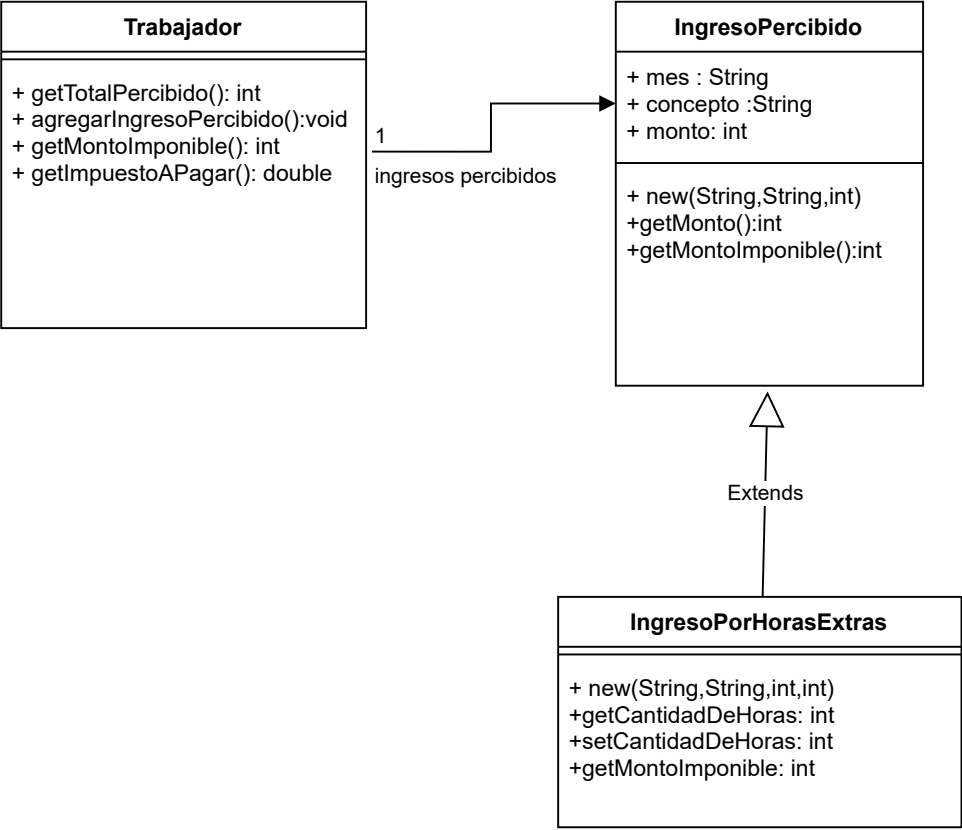 Trabajador
+ getTotalPercibido(): int
+ agregarIngresoPercibido():void
+ getMontoImponible(): int
+ getImpuestoAPagar(): double
1
ingresos percibidos
IngresoPercibido
+ mes : String
+ concepto :String
+ monto: int
+ new(String,String,int)
+getMonto():int
+getMontoImponible():int
Extends
IngresoPorHorasExtras
+ new(String,String,int,int)
+getCantidadDeHoras: int
+setCantidadDeHoras: int
+getMontoImponible: int